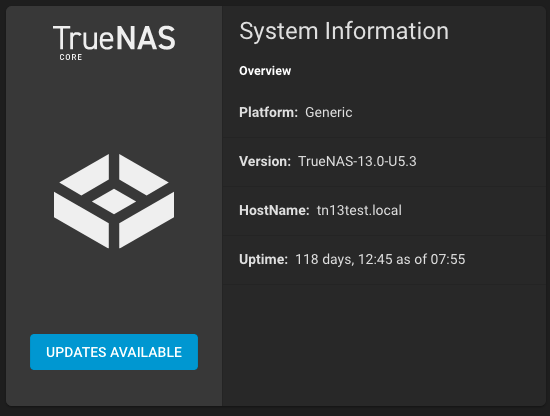 TrueNAS
CORE
UPDATES AVAILABLE
System Information
Overview
Platform: Generic
Version: TrueNAS-13.0-U5.3
HostName: tn13test.local
Uptime: 118 days, 12:45 as of 07:55